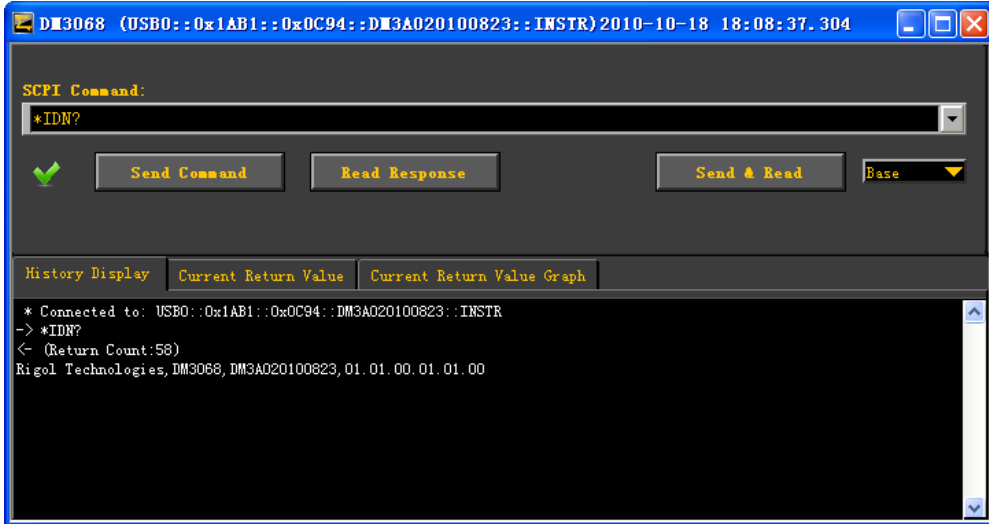 DM3068 (USB0::0x1AB1::0x0C94::DM3A020100823::INSTR)2010-10-18 18:08:37.304
SCPI Command:
*IDN?
Send Command Read Response Send & Read Base
History Display Current Return Value Current Return Value Graph
* Connected to: USB0::0x1AB1::0x0C94::DM3A020100823::INSTR
-> *IDN?
<- (Return Count:58)
Rigol Technologies,DM3068,DM3A020100823,01.01.00.01.01.00